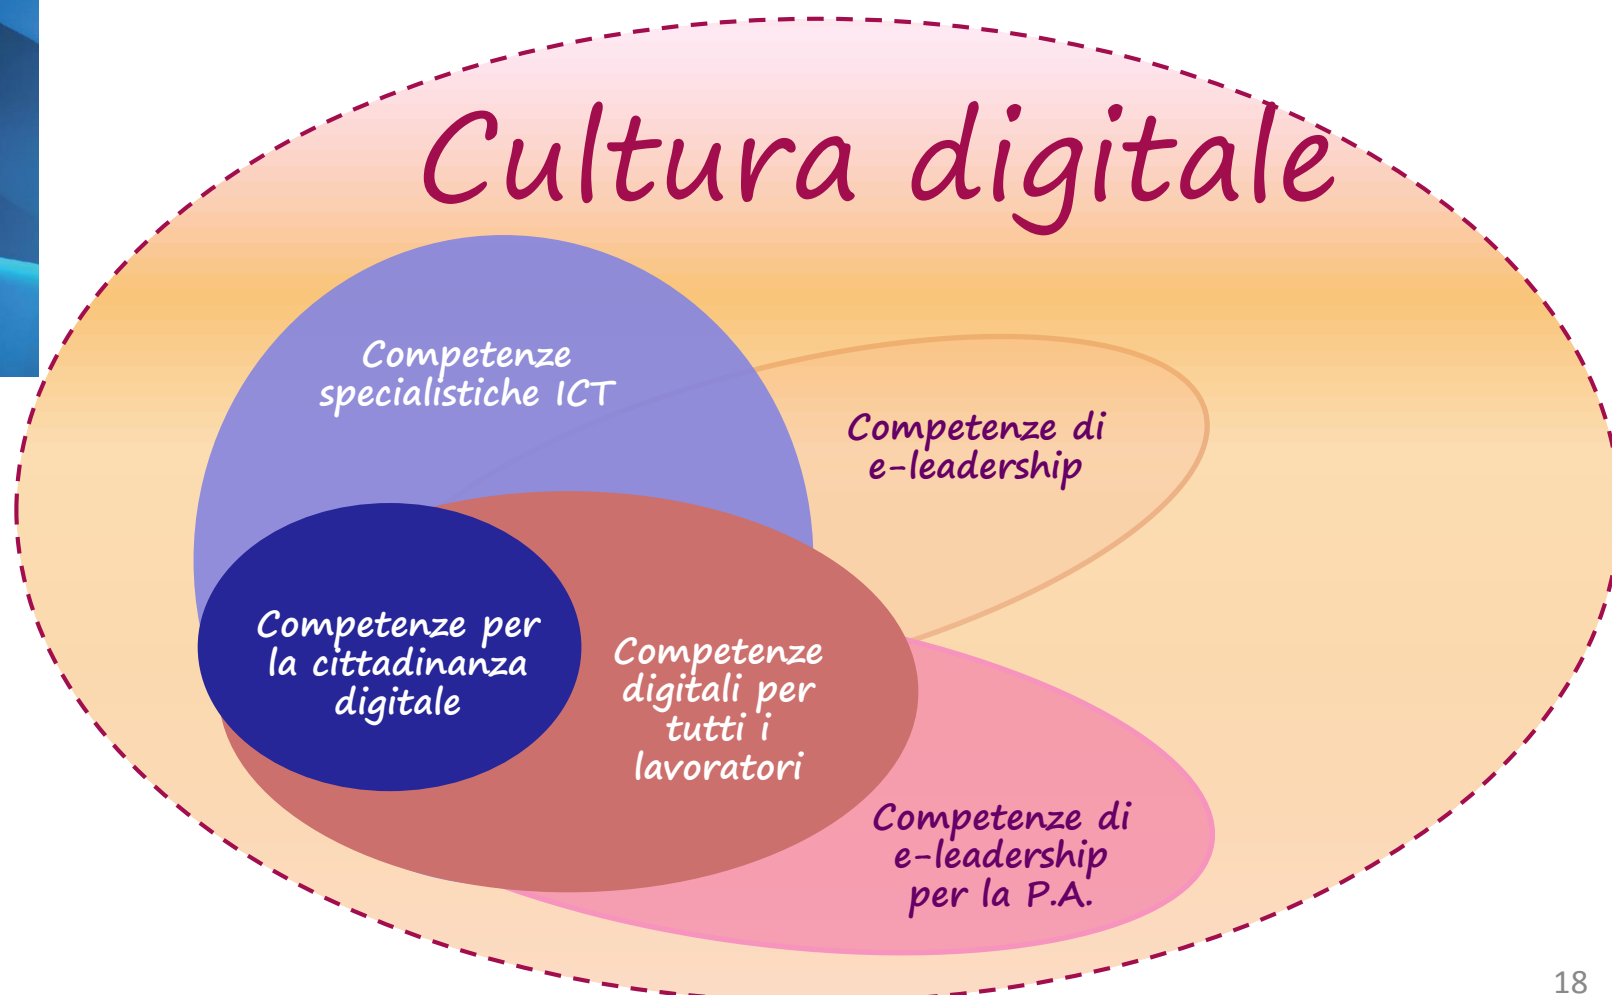 Cultura digitale
Competenze
specialistiche ICT
Competenze di
e-leadership
Competenze per
la cittadinanza
digitale
Competenze
digitali per
tutti i
lavoratori
Competenze di
e-leadership
per la P.A.
18